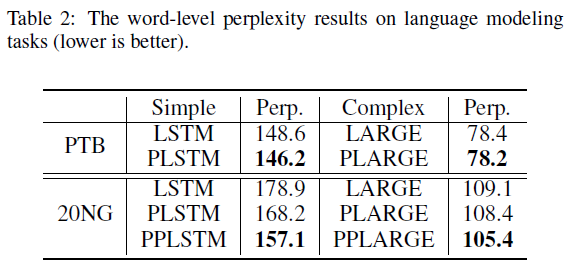 Table 2: The word-level perplexity results on language modeling
tasks (lower is better).
Simple Perp. Complex Perp.
PTB LSTM 148.6 LARGE 78.4
PLSTM 146.2 PLARGE 78.2
20NG LSTM 178.9 LARGE 109.1
PLSTM 168.2 PLARGE 108.4
PPLSTM 157.1 PPLARGE 105.4